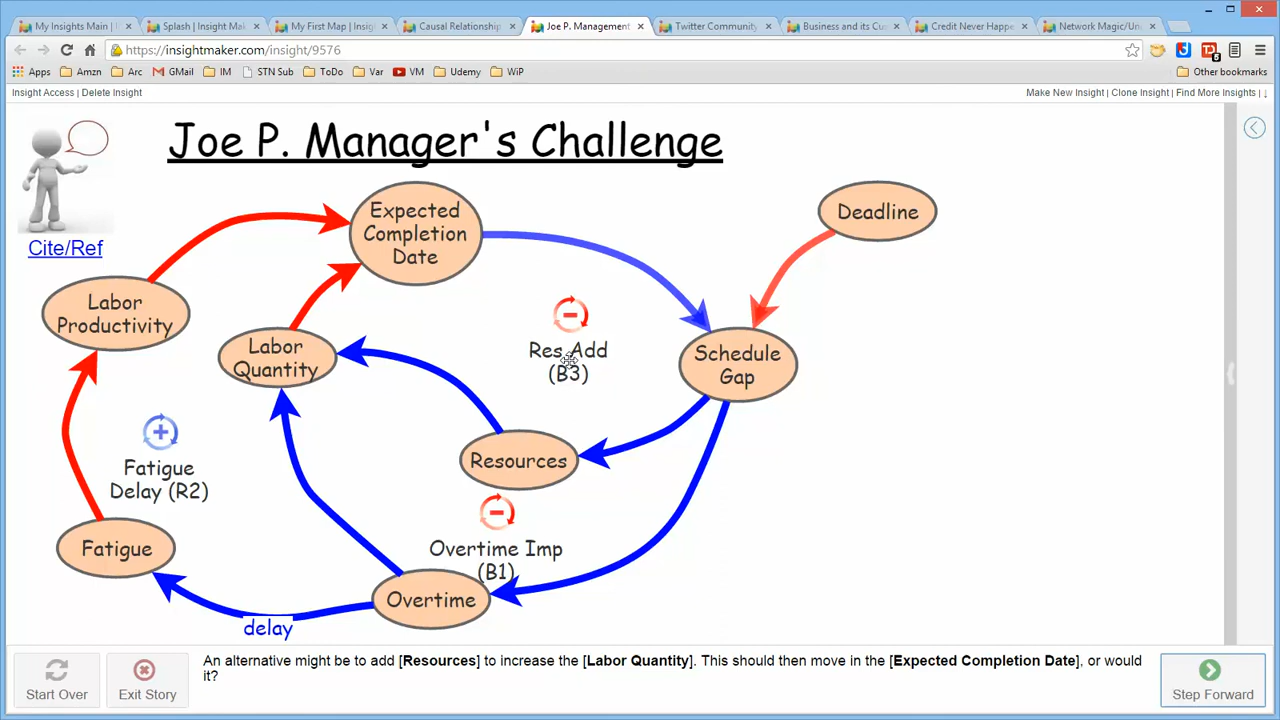 My Insights Main |
Splash | Insight Mak
My First Map | Insigh
Causal Relationship
Joe P. Management
Twitter Community
Business and its Cu
Credit Never Happe
Network Magic/Un
https://insightmaker.com/insight/9576
Apps Amzn Arc GMail IM STN Sub ToDo Var VM Udemy WiP Other bookmarks
Insight Access | Delete Insight
Make New Insight | Clone Insight | Find More Insights | ↓
Joe P. Manager's Challenge
Cite/Ref
Expected
Completion
Date
Deadline
Labor
Productivity
Labor
Quantity
Res Add
(B3)
Schedule
Gap
Fatigue
Delay (R2)
Resources
Overtime Imp
(B1)
Fatigue
Overtime
delay
Start Over
Exit Story
An alternative might be to add [Resources] to increase the [Labor Quantity]. This should then move in the [Expected Completion Date], or would
it?
Step Forward